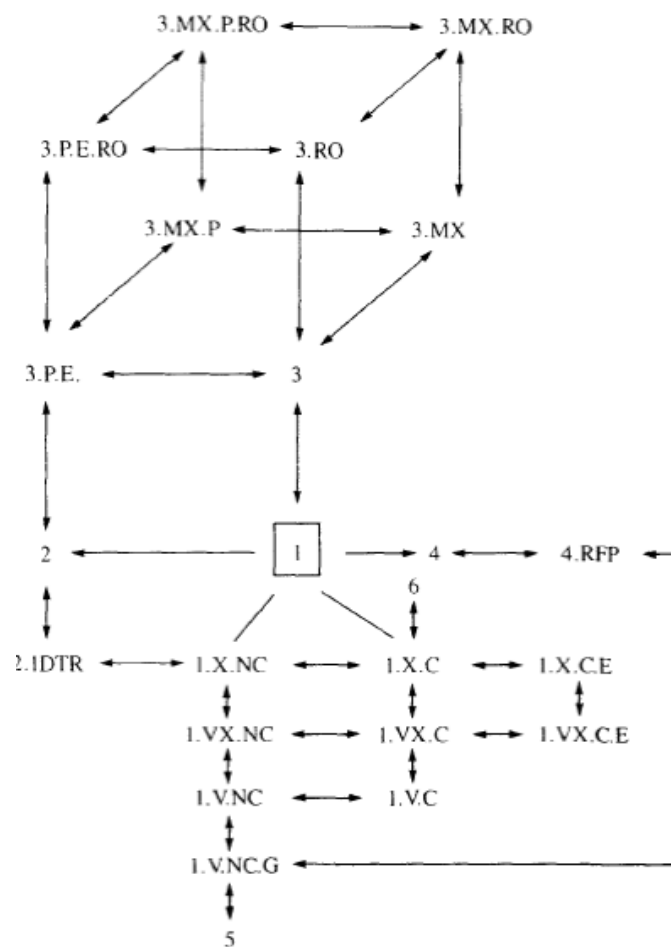 3.MX.P.RO 3.MX.RO
3.P.E.RO 3.RO
3.MX.P 3.MX
3.P.E. 3
2 1 4 4.RFP
6
2.1DTR 1.X.NC 1.X.C 1.X.C.E
1.VX.NC 1.VX.C 1.VX.C.E
1.V.NC 1.V.C
1.V.NC.G
5